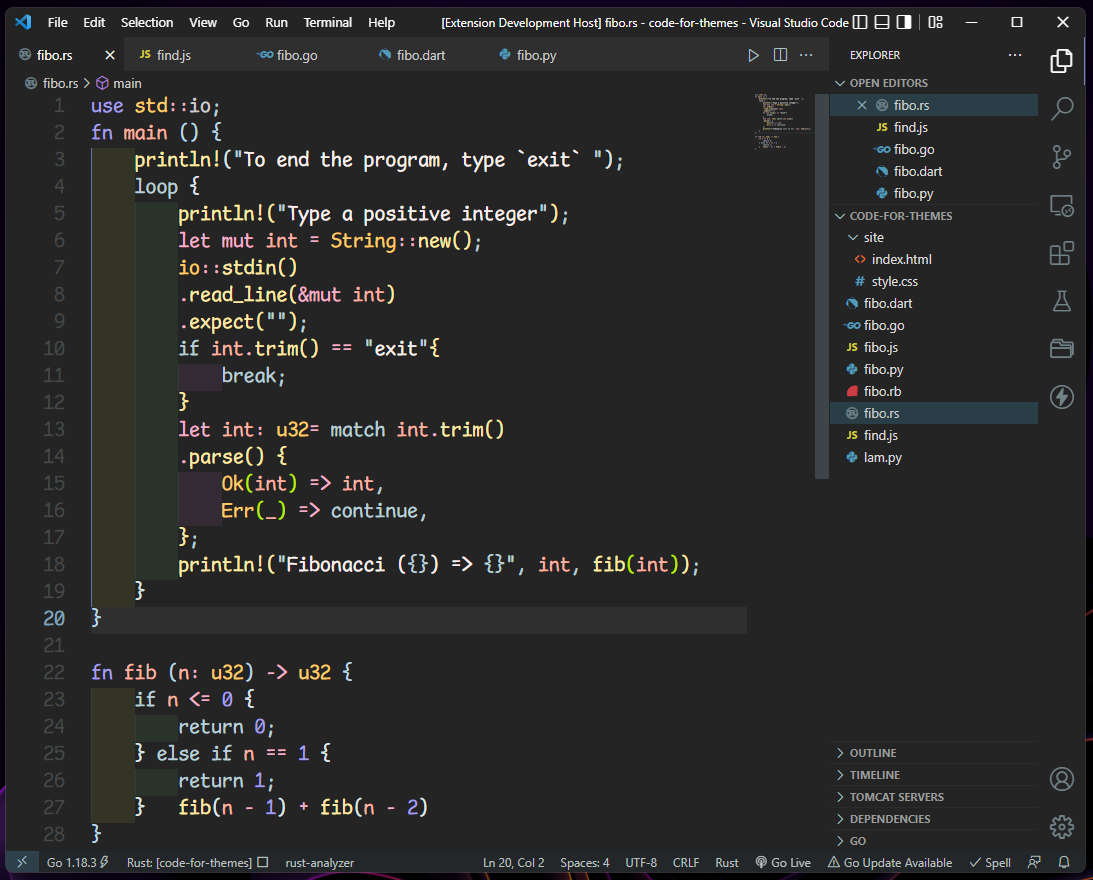 File Edit Selection View Go Run Terminal Help [Extension Development Host] fibo.rs - code-for-themes - Visual Studio Code
fibo.rs JS find.js GO fibo.go fibo.dart fibo.py
fibo.rs > main
1 use std::io;
2 fn main () {
3 println!("To end the program, type `exit` ");
4 loop {
5 println!("Type a positive integer");
6 let mut int = String::new();
7 io::stdin()
8 .read_line(&mut int)
9 .expect("");
10 if int.trim() == "exit"{
11 break;
12 }
13 let int: u32= match int.trim()
14 .parse() {
15 Ok(int) => int,
16 Err(_) => continue,
17 };
18 println!("Fibonacci ({}) => {}", int, fib(int));
19 }
20 }
21
22 fn fib (n: u32) -> u32 {
23 if n <= 0 {
24 return 0;
25 } else if n == 1 {
26 return 1;
27 } fib(n - 1) + fib(n - 2)
28 }
EXPLORER
OPEN EDITORS
fibo.rs
JS find.js
GO fibo.go
fibo.dart
fibo.py
CODE-FOR-THEMES
site
<> index.html
# style.css
fibo.dart
GO fibo.go
JS fibo.js
fibo.py
fibo.rb
fibo.rs
JS find.js
lam.py
OUTLINE
TIMELINE
TOMCAT SERVERS
DEPENDENCIES
GO
Go 1.18.3 Rust: [code-for-themes] rust-analyzer Ln 20, Col 2 Spaces: 4 UTF-8 CRLF Rust Go Live Go Update Available Spell